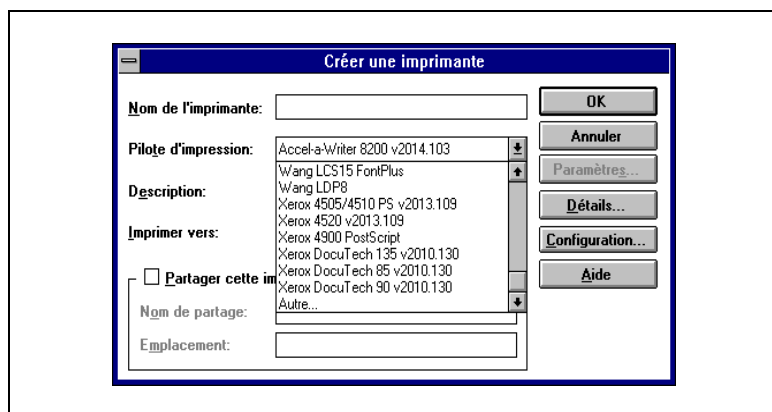 Créer une imprimante
Nom de l'imprimante:
OK
Pilote d'impression: Accel-a-Writer 8200 v2014.103
Annuler
Wang LCS15 FontPlus
Paramètres...
Wang LDP8
Description:
Xerox 4505/4510 PS v2013.109
Détails...
Xerox 4520 v2013.109
Imprimer vers:
Xerox 4900 PostScript
Configuration...
Xerox DocuTech 135 v2010.130
Partager cette im
Xerox DocuTech 85 v2010.130
Aide
Xerox DocuTech 90 v2010.130
Autre...
Nom de partage:
Emplacement: